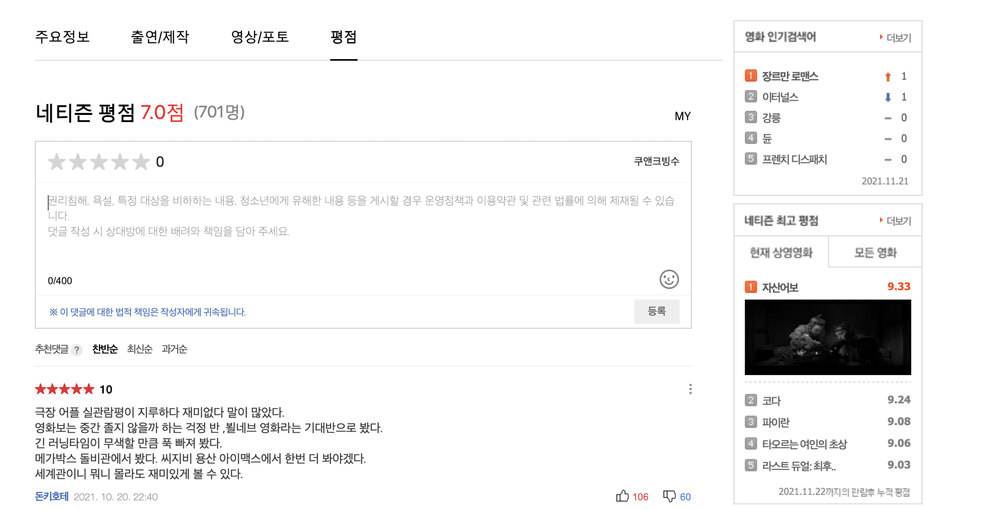 주요정보 출연/제작 영상/포토 평점
네티즌 평점 7.0점 (701명)
MY
0
쿠앤크빙수
권리침해, 욕설, 특정 대상을 비하하는 내용, 청소년에게 유해한 내용 등을 게시할 경우 운영정책과 이용약관 및 관련 법률에 의해 제재될 수 있습
니다.
댓글 작성 시 상대방에 대한 배려와 책임을 담아 주세요.
0/400
※ 이 댓글에 대한 법적 책임은 작성자에게 귀속됩니다.
등록
추천댓글 ? 찬반순 최신순 과거순
10
극장 어플 실관람평이 지루하다 재미없다 말이 많았다.
영화보는 중간 졸지 않을까 하는 걱정 반 ,뷜네브 영화라는 기대반으로 봤다.
긴 러닝타임이 무색할 만큼 푹 빠져 봤다.
메가박스 돌비관에서 봤다. 씨지비 용산 아이맥스에서 한번 더 봐야겠다.
세계관이니 뭐니 몰라도 재미있게 볼 수 있다.
돈키호테 2021. 10. 20. 22:40
106 60
영화 인기검색어 더보기
1 장르만 로맨스 1
2 이터널스 1
3 강릉 0
4 듄 0
5 프렌치 디스패치 0
2021.11.21
네티즌 최고 평점 더보기
현재 상영영화 모든 영화
1 자산어보 9.33
2 코다 9.24
3 파이란 9.08
4 타오르는 여인의 초상 9.06
5 라스트 듀얼: 최후.. 9.03
2021.11.22까지의 관람후 누적 평점